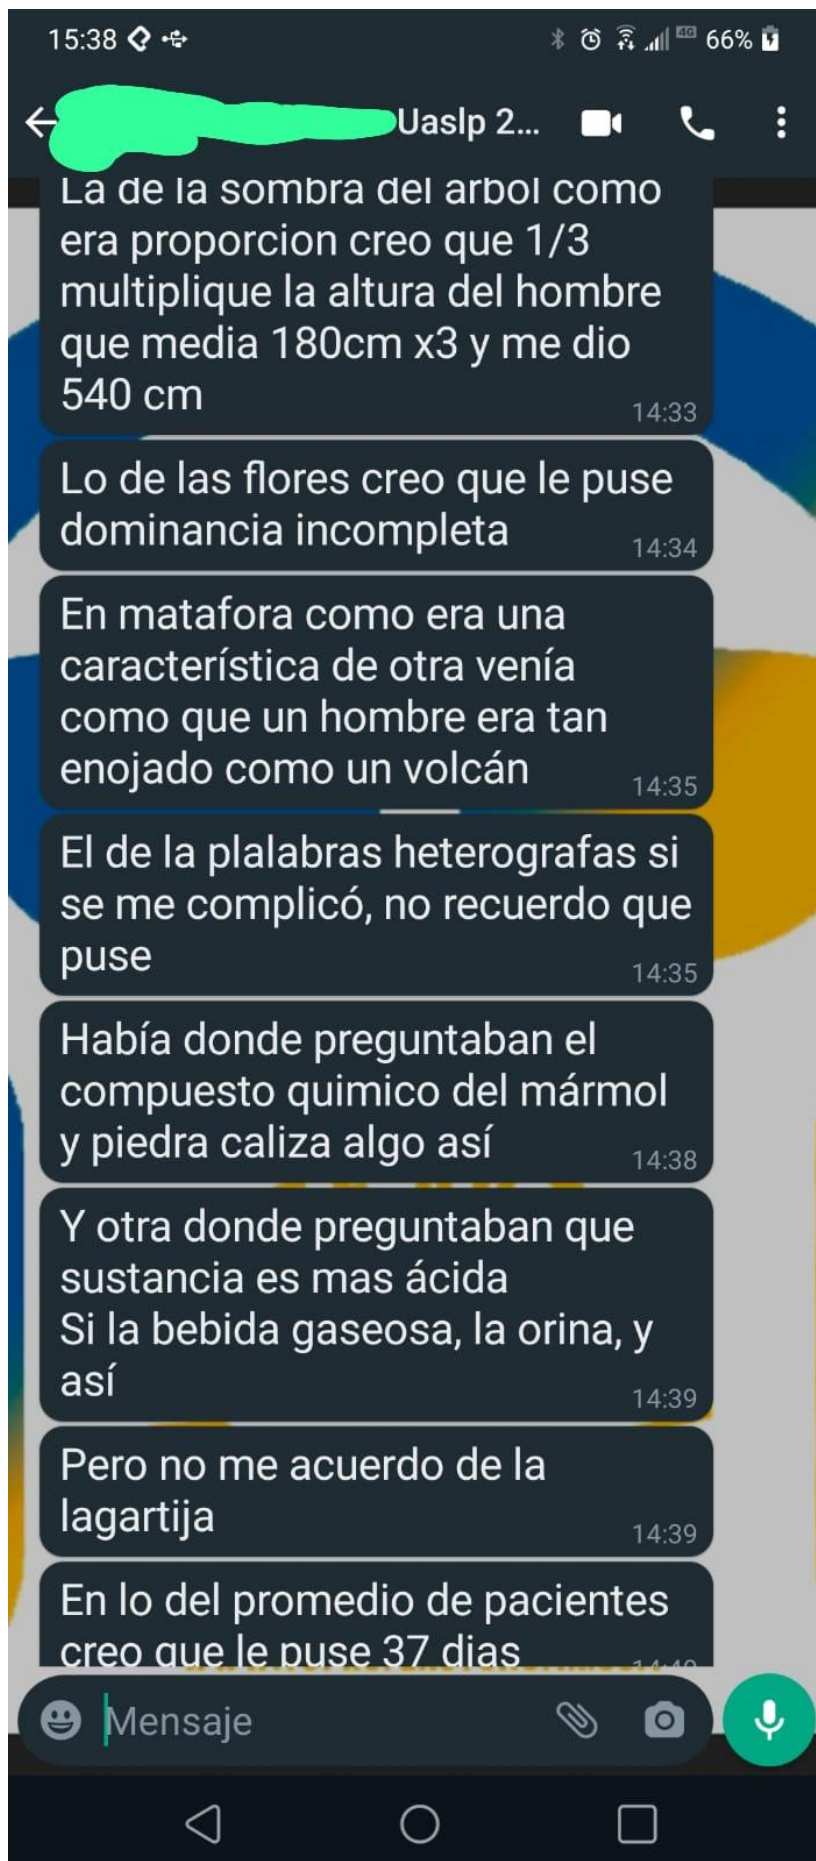 15:38
4G 66%
Uaslp 2...
La de la sombra del arbol como
era proporcion creo que 1/3
multiplique la altura del hombre
que media 180cm x3 y me dio
540 cm
14:33
Lo de las flores creo que le puse
dominancia incompleta
14:34
En matafora como era una
característica de otra venía
como que un hombre era tan
enojado como un volcán
14:35
El de la plalabras heterografas si
se me complicó, no recuerdo que
puse
14:35
Había donde preguntaban el
compuesto quimico del mármol
y piedra caliza algo así
14:38
Y otra donde preguntaban que
sustancia es mas ácida
Si la bebida gaseosa, la orina, y
así
14:39
Pero no me acuerdo de la
lagartija
14:39
En lo del promedio de pacientes
creo que le puse 37 dias
14:40
Mensaje